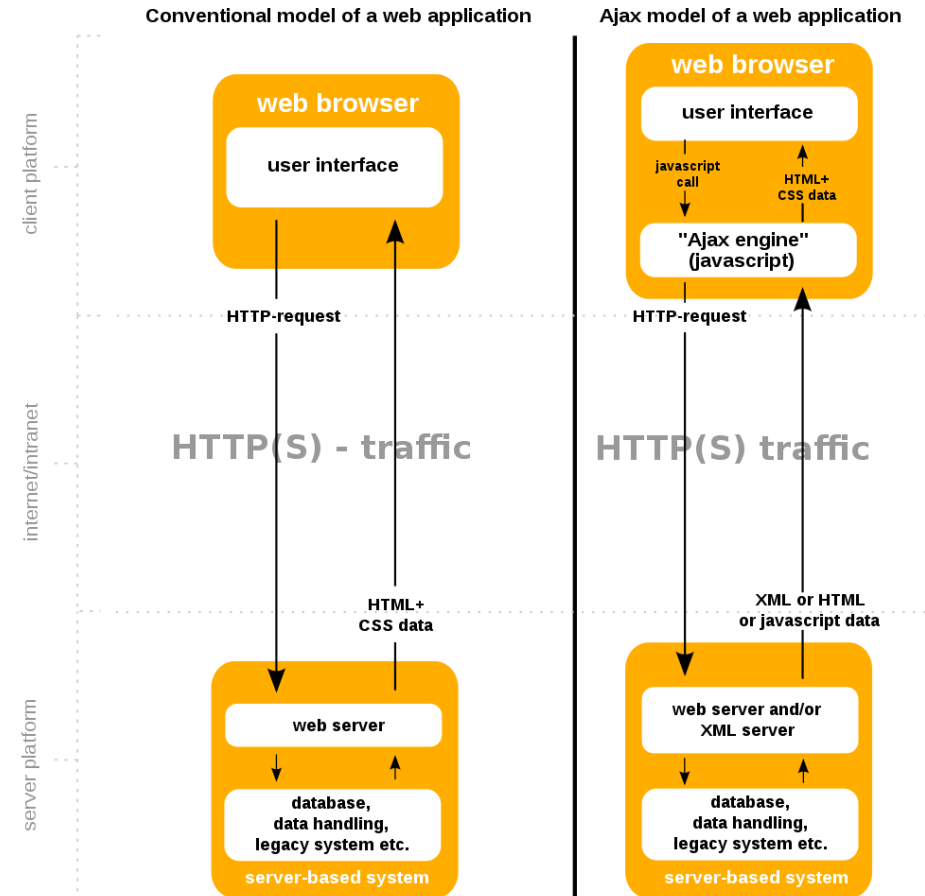 Conventional model of a web application
Ajax model of a web application
client platform
internet/intranet
server platform
web browser
user interface
HTTP-request
HTTP(S) - traffic
HTML+
CSS data
web server
database,
data handling,
legacy system etc.
server-based system
web browser
user interface
javascript
call
HTML+
CSS data
"Ajax engine"
(javascript)
HTTP-request
HTTP(S) traffic
XML or HTML
or javascript data
web server and/or
XML server
database,
data handling,
legacy system etc.
server-based system